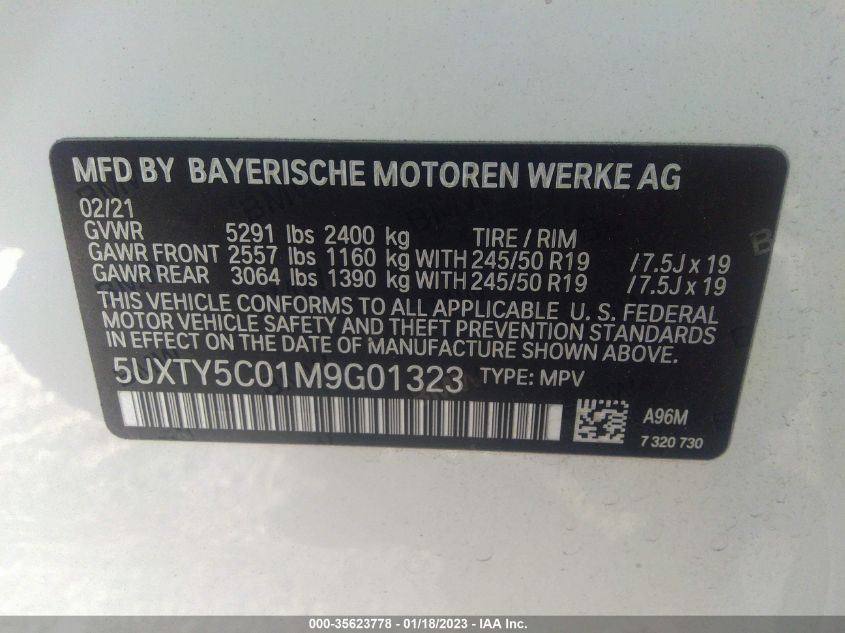 MFD BY BAYERISCHE MOTOREN WERKE AG
02/21
GVWR 5291 lbs 2400 kg TIRE / RIM
GAWR FRONT 2557 lbs 1160 kg WITH 245/50 R19 /7.5J x 19
GAWR REAR 3064 lbs 1390 kg WITH 245/50 R19 /7.5J x 19
THIS VEHICLE CONFORMS TO ALL APPLICABLE U. S. FEDERAL
MOTOR VEHICLE SAFETY AND THEFT PREVENTION STANDARDS
IN EFFECT ON THE DATE OF MANUFACTURE SHOWN ABOVE.
5UXTY5C01M9G01323 TYPE: MPV
A96M
7 320 730
000-35623778 - 01/18/2023 - IAA Inc.